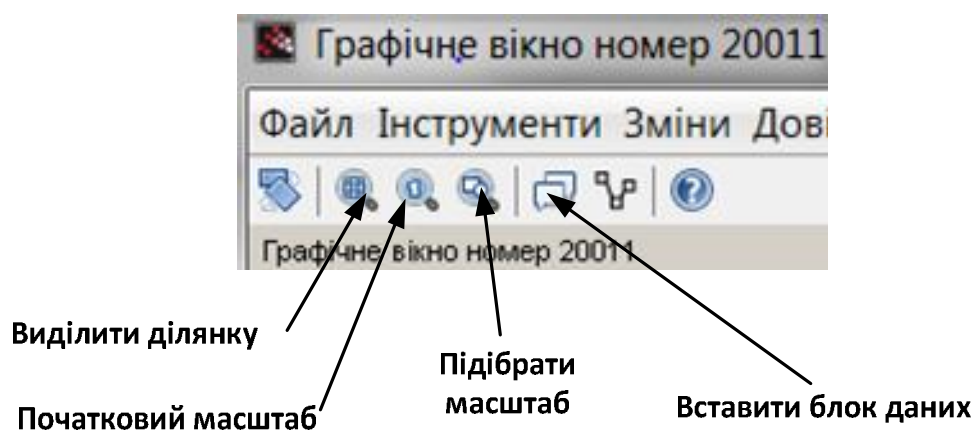 Графічне вікно номер 20011
Файл Інструменти Зміни Дові
Графічне вікно номер 20011
Виділити ділянку
Початковий масштаб
Підібрати
масштаб
Вставити блок даних